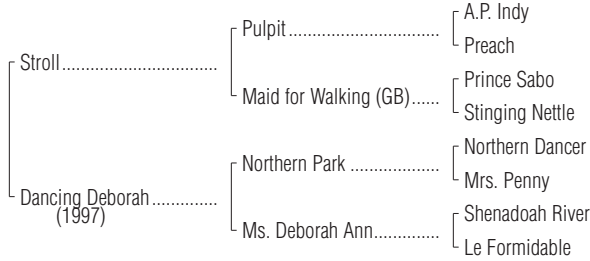 A.P. Indy
Pulpit................................
Preach
Stroll.................................
Prince Sabo
Maid for Walking (GB)......
Stinging Nettle
Northern Dancer
Northern Park ...................
Mrs. Penny
Dancing Deborah..............
(1997)
Shenadoah River
Ms. Deborah Ann..............
Le Formidable